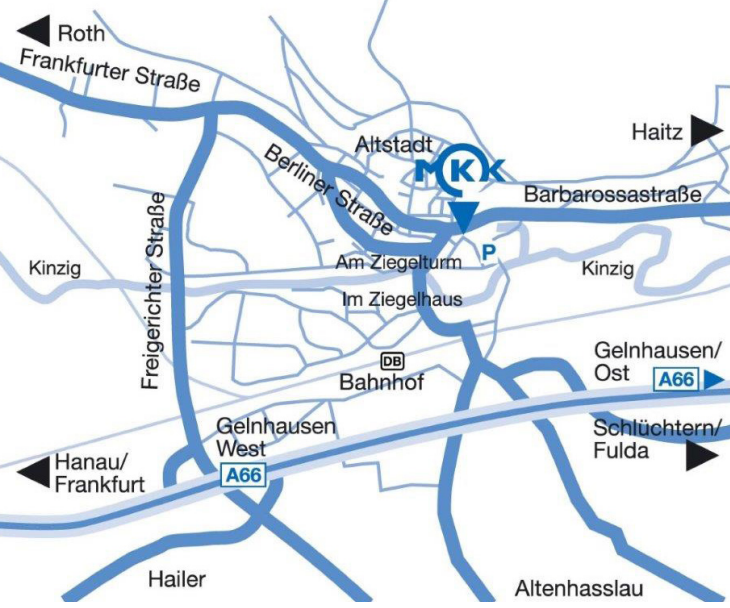 Roth
Frankfurter Straße
Altstadt
Haitz
MKK
Berliner Straße
Barbarossastraße
Freigerichter Straße
P
Kinzig
Am Ziegelturm
Kinzig
Im Ziegelhaus
DB
Bahnhof
Gelnhausen/
Ost
A66
Gelnhausen
West
A66
Schlüchtern/
Fulda
Hanau/
Frankfurt
Hailer
Altenhasslau